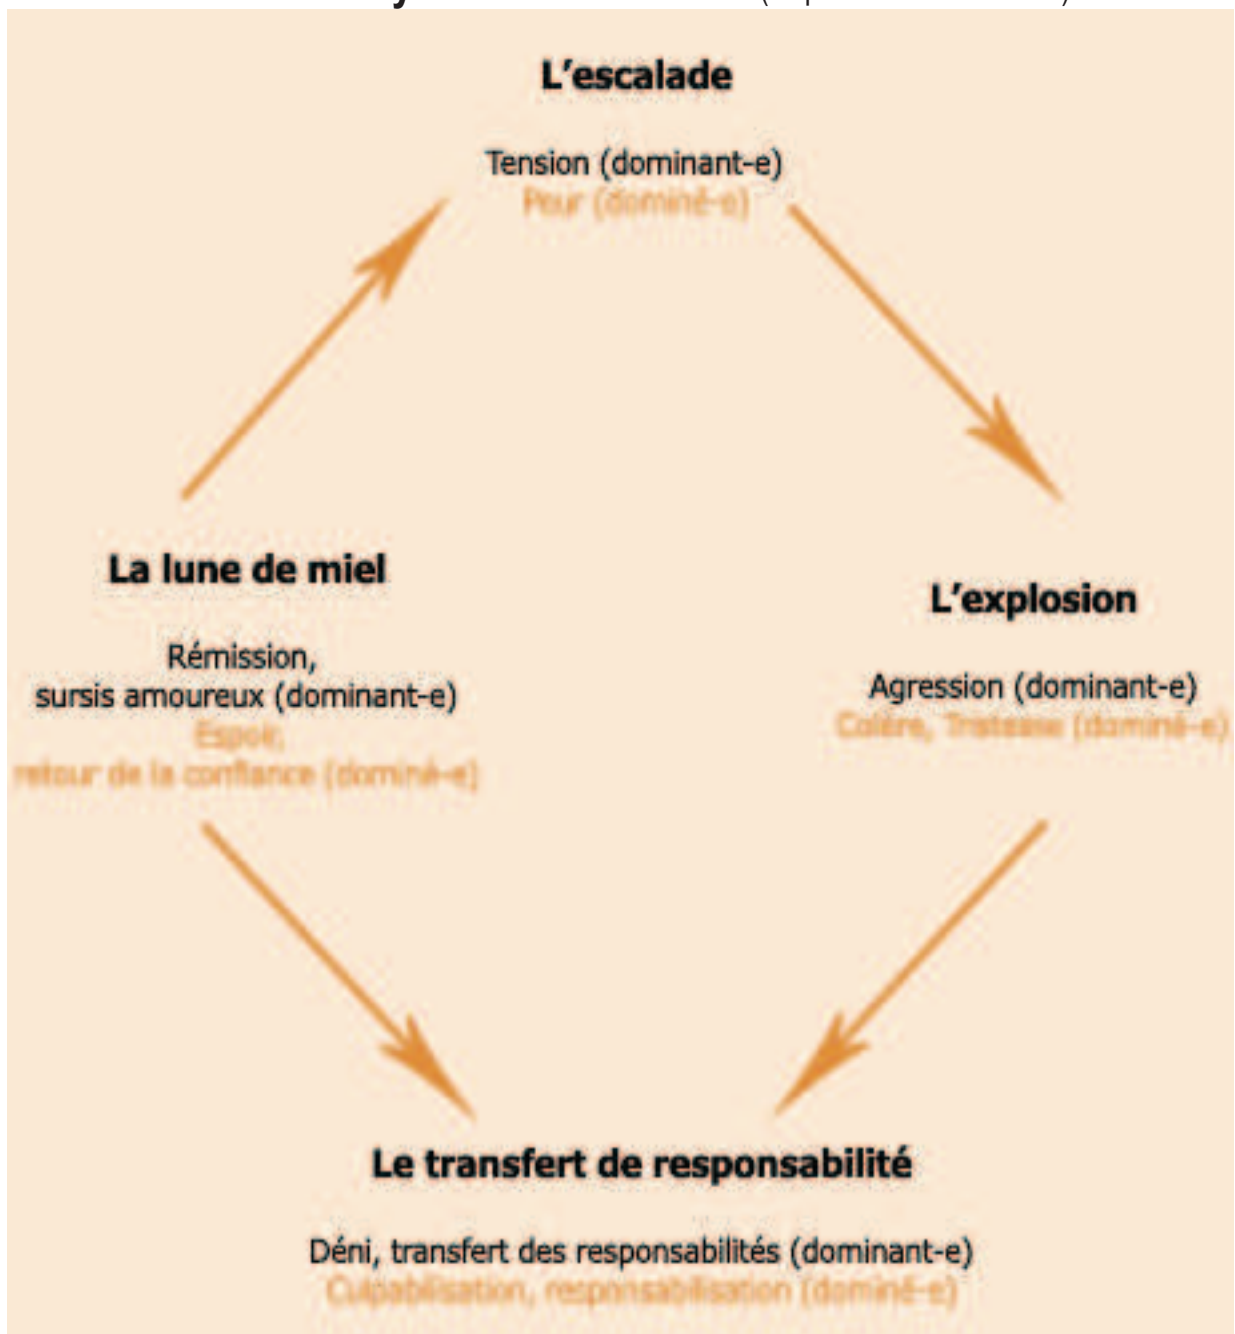 L'escalade
Tension (dominant-e)
Peur (dominé-e)
La lune de miel
Rémission,
sursis amoureux (dominant-e)
Espoir,
retour de la confiance (dominé-e)
L'explosion
Agression (dominant-e)
Colère, Tristesse (dominé-e)
Le transfert de responsabilité
Déni, transfert des responsabilités (dominant-e)
Culpabilisation, responsabilisation (dominé-e)